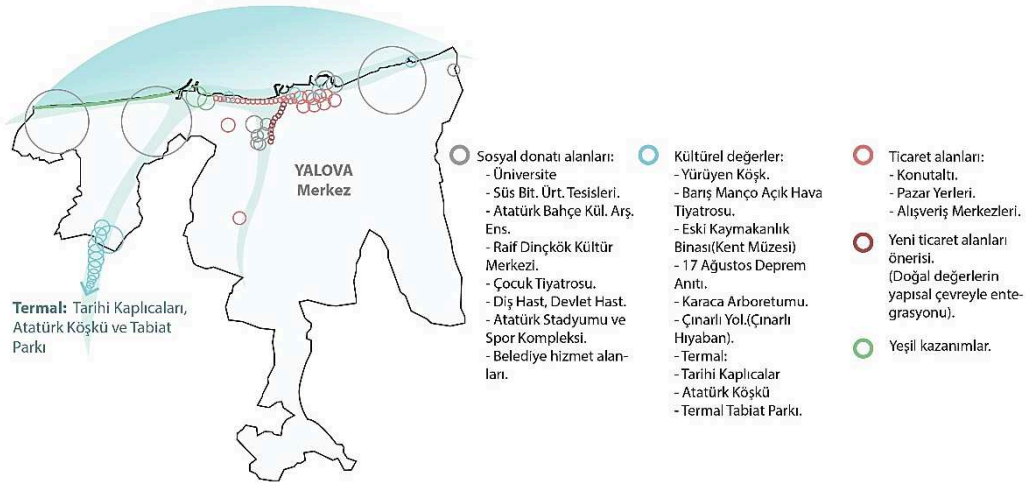 YALOVA
Merkez
Termal: Tarihi Kaplıcaları,
Atatürk Köşkü ve Tabiat
Parkı
Sosyal donatı alanları:
- Üniversite
- Süs Bit. Ürt. Tesisleri.
- Atatürk Bahçe Kül. Arş.
Ens.
- Raif Dinçkök Kültür
Merkezi.
- Çocuk Tiyatrosu.
- Diş Hast, Devlet Hast.
- Atatürk Stadyumu ve
Spor Kompleksi.
- Belediye hizmet alan-
ları.
Kültürel değerler:
- Yürüyen Köşk.
- Barış Manço Açık Hava
Tiyatrosu.
- Eski Kaymakanlık
Binası(Kent Müzesi)
- 17 Ağustos Deprem
Anıtı.
- Karaca Arboretumu.
- Çınarlı Yol.(Çınarlı
Hıyaban).
- Termal:
- Tarihi Kaplıcalar
- Atatürk Köşkü
- Termal Tabiat Parkı.
Ticaret alanları:
- Konutaltı.
- Pazar Yerleri.
- Alışveriş Merkezleri.
Yeni ticaret alanları
önerisi.
(Doğal değerlerin
yapısal çevreyle ente-
grasyonu).
Yeşil kazanımlar.